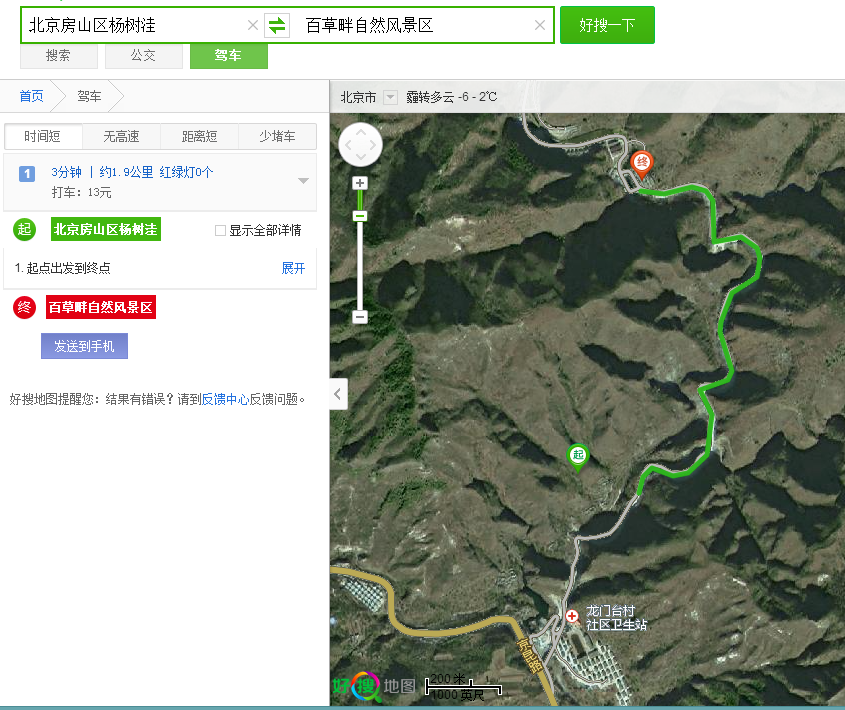 北京房山区杨树洼
百草畔自然风景区
好搜一下
搜索
公交
驾车
首页
驾车
北京市
霾转多云 -6 - 2℃
时间短
无高速
距离短
少堵车
1
3分钟 | 约1.9公里 红绿灯0个
打车：13元
起
北京房山区杨树洼
显示全部详情
1. 起点出发到终点
展开
终
百草畔自然风景区
发送到手机
好搜地图提醒您：结果有错误？请到反馈中心反馈问题。
终
起
龙门台村
社区卫生站
好搜地图
200 米
1000 英尺